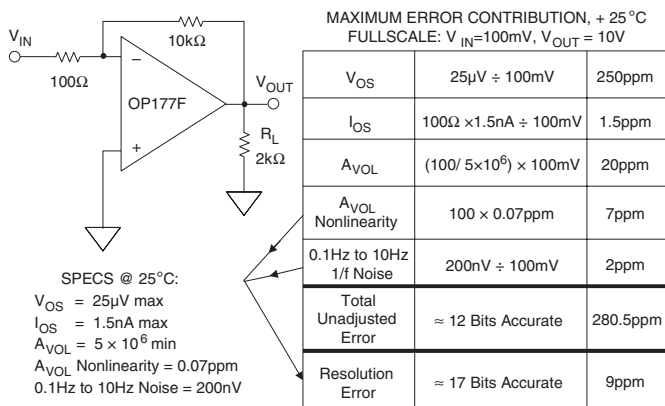 V_IN
100Ω
10kΩ
−
+
OP177F
V_OUT
R_L
2kΩ
SPECS @ 25°C:
V_OS = 25μV max
I_OS = 1.5nA max
A_VOL = 5 × 10^6 min
A_VOL Nonlinearity = 0.07ppm
0.1Hz to 10Hz Noise = 200nV
MAXIMUM ERROR CONTRIBUTION, + 25°C
FULLSCALE: V_IN=100mV, V_OUT = 10V
V_OS 25μV ÷ 100mV 250ppm
I_OS 100Ω ×1.5nA ÷ 100mV 1.5ppm
A_VOL (100/ 5×10^6) × 100mV 20ppm
A_VOL
Nonlinearity 100 × 0.07ppm 7ppm
0.1Hz to 10Hz
1/f Noise 200nV ÷ 100mV 2ppm
Total
Unadjusted
Error ≈ 12 Bits Accurate 280.5ppm
Resolution
Error ≈ 17 Bits Accurate 9ppm